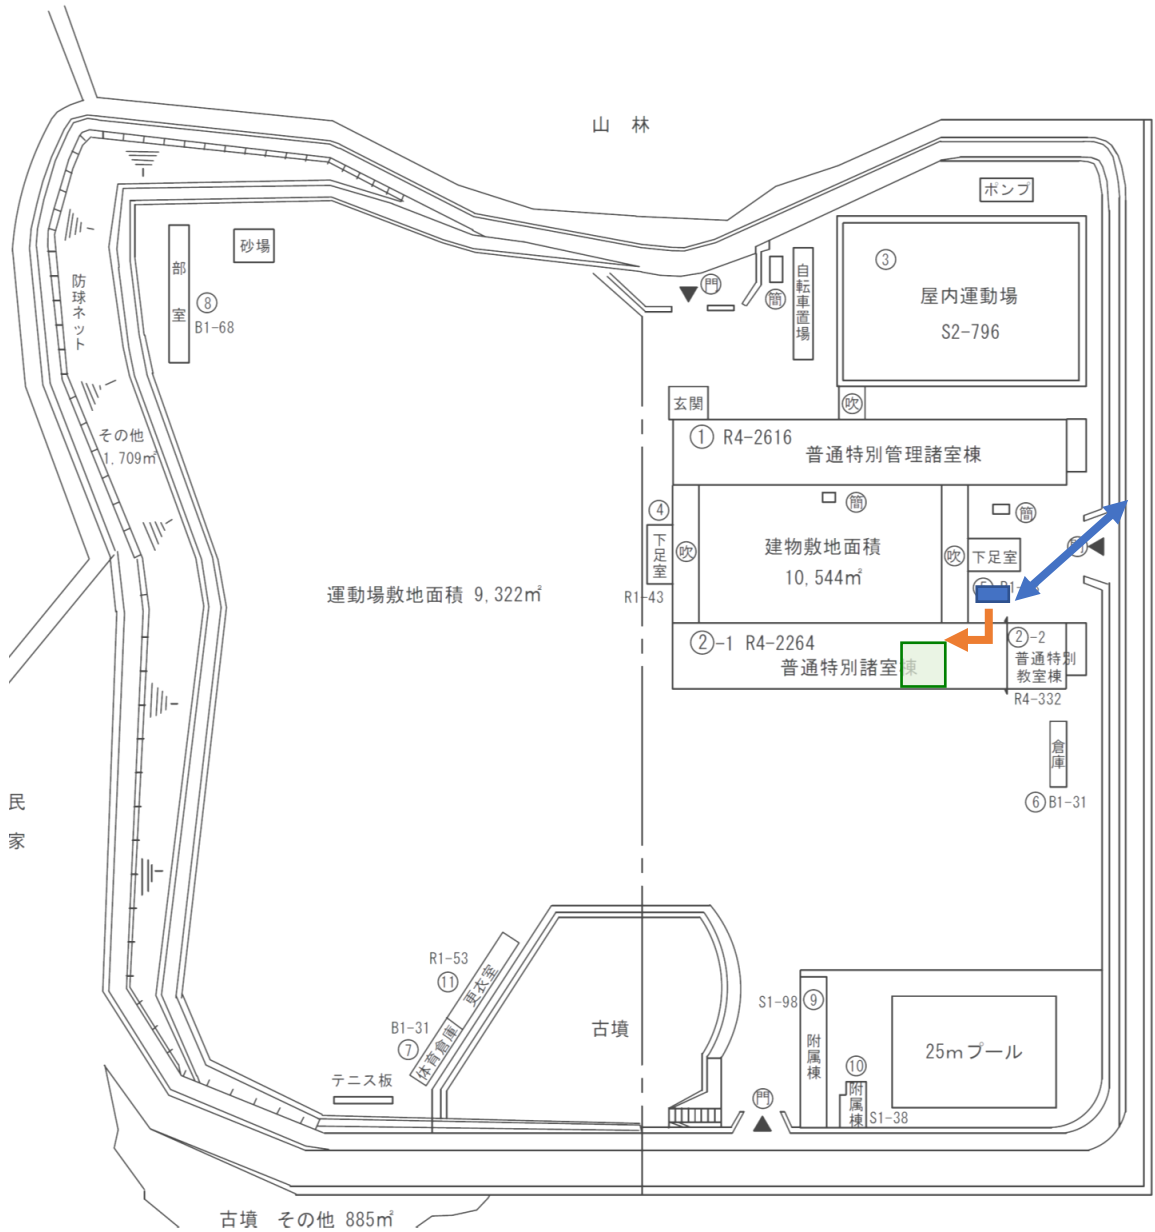 山 林
ポンプ
③
屋内運動場
S2-796
自転車置場
簡
門
砂場
部室
⑧
B1-68
防球ネット
その他
1,709㎡
玄関
吹
① R4-2616
普通特別管理諸室棟
④
下足室
R1-43
吹
簡
建物敷地面積
10,544㎡
吹
簡
下足室
門
運動場敷地面積 9,322㎡
②-1 R4-2264
普通特別諸室棟
②-2
普通特別
教室棟
R4-332
倉庫
⑥B1-31
民家
R1-53
⑪
更衣室
B1-31
⑦
体育倉庫
テニス板
古墳
門
S1-98 ⑨
附属棟
⑩
附属棟
S1-38
25mプール
古墳 その他 885㎡